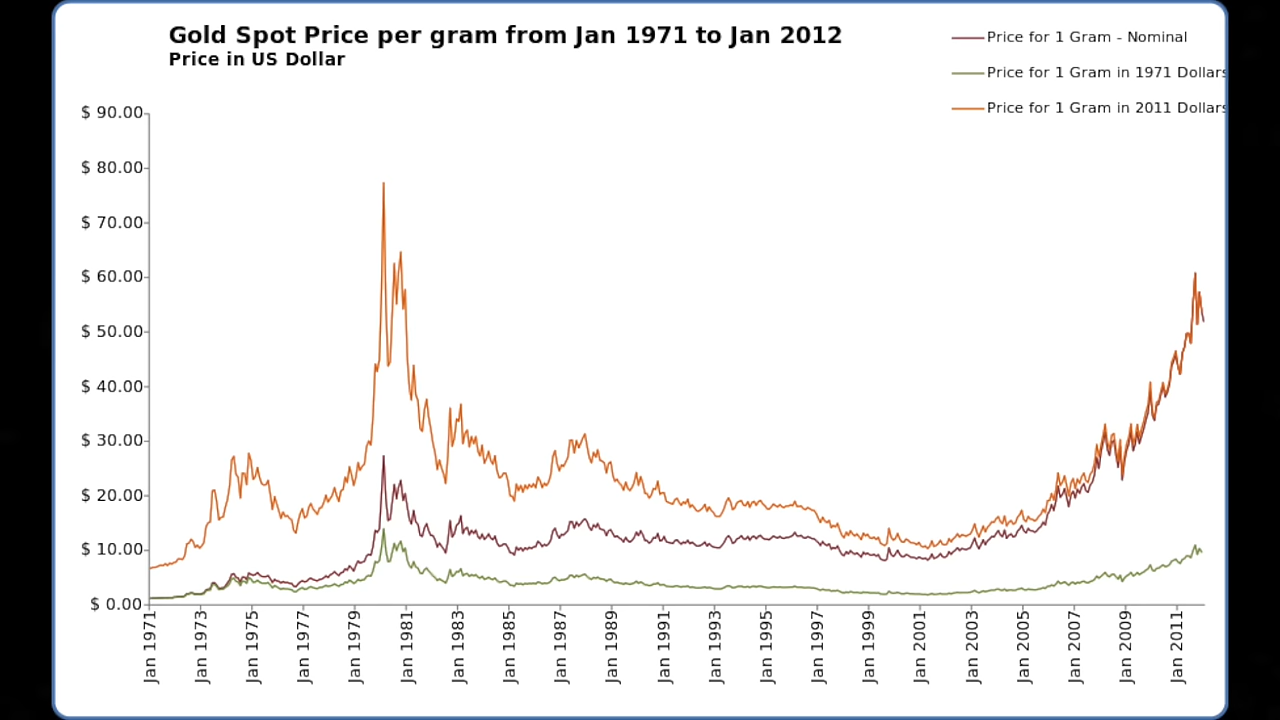 Gold Spot Price per gram from Jan 1971 to Jan 2012
Price in US Dollar
Price for 1 Gram - Nominal
Price for 1 Gram in 1971 Dollars
Price for 1 Gram in 2011 Dollars
$ 90.00
$ 80.00
$ 70.00
$ 60.00
$ 50.00
$ 40.00
$ 30.00
$ 20.00
$ 10.00
$ 0.00
Jan 1971
Jan 1973
Jan 1975
Jan 1977
Jan 1979
Jan 1981
Jan 1983
Jan 1985
Jan 1987
Jan 1989
Jan 1991
Jan 1993
Jan 1995
Jan 1997
Jan 1999
Jan 2001
Jan 2003
Jan 2005
Jan 2007
Jan 2009
Jan 2011